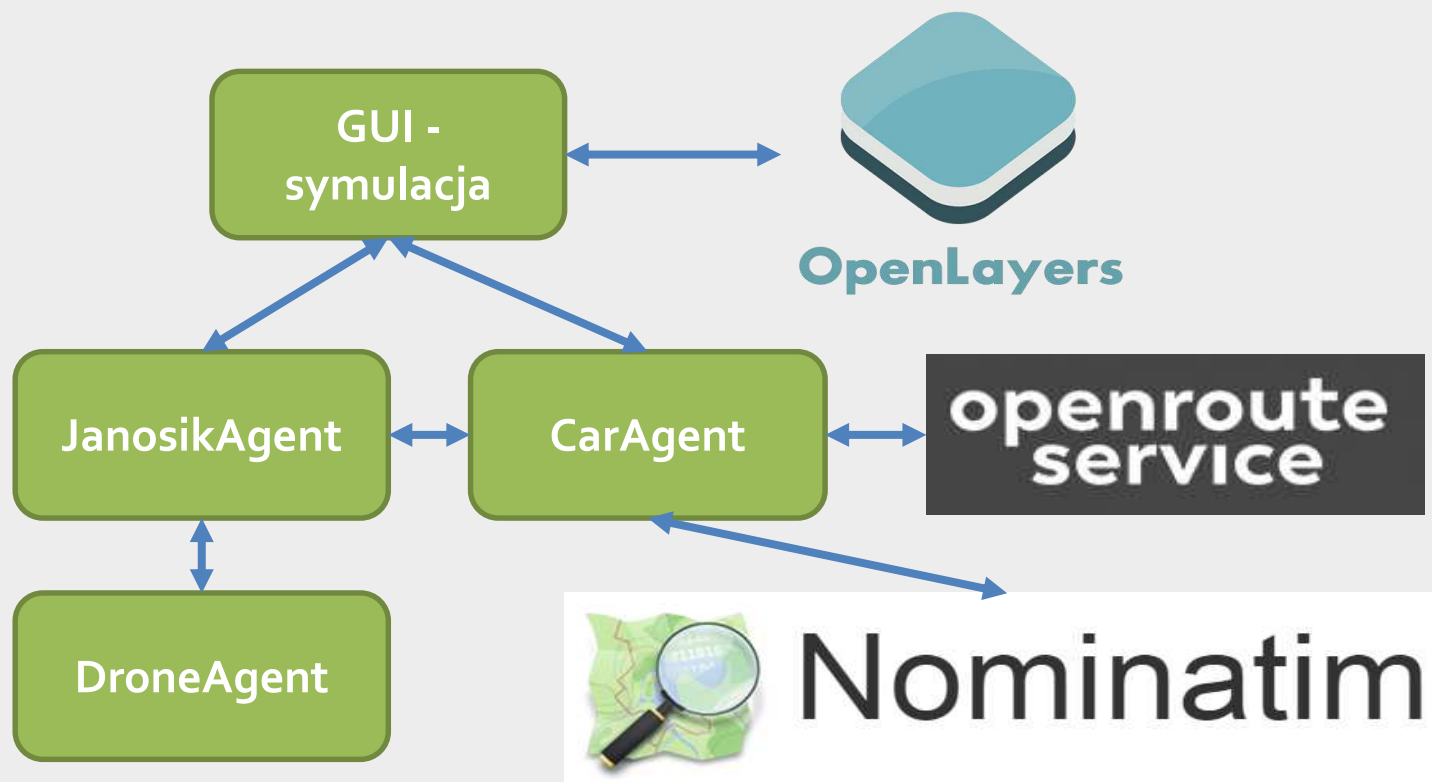 GUI -
symulacja
OpenLayers
JanosikAgent
CarAgent
openroute
service
DroneAgent
Nominatim